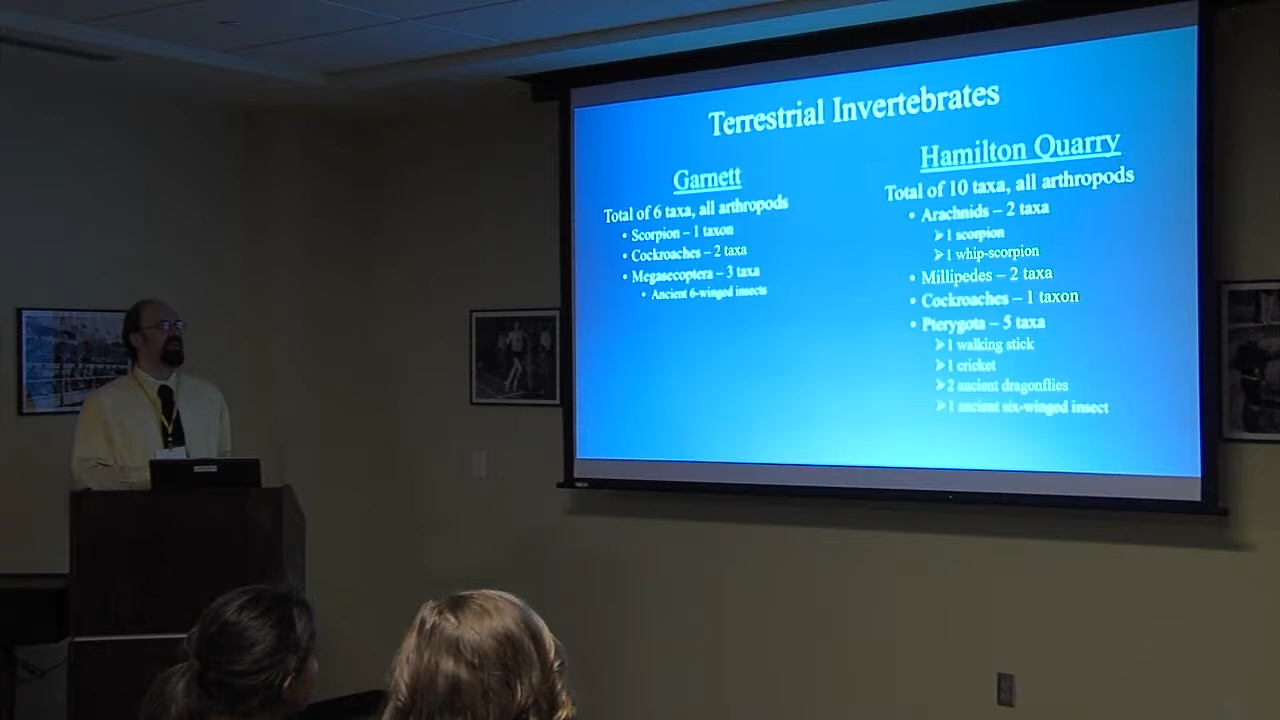 Terrestrial Invertebrates
Garnett
Total of 6 taxa, all arthropods
• Scorpion – 1 taxon
• Cockroaches – 2 taxa
• Megasecoptera – 3 taxa
• Ancient 6-winged insects
Hamilton Quarry
Total of 10 taxa, all arthropods
• Arachnids – 2 taxa
➢ 1 scorpion
➢ 1 whip-scorpion
• Millipedes – 2 taxa
• Cockroaches – 1 taxon
• Pterygota – 5 taxa
➢ 1 walking stick
➢ 1 cricket
➢ 2 ancient dragonflies
➢ 1 ancient six-winged insect